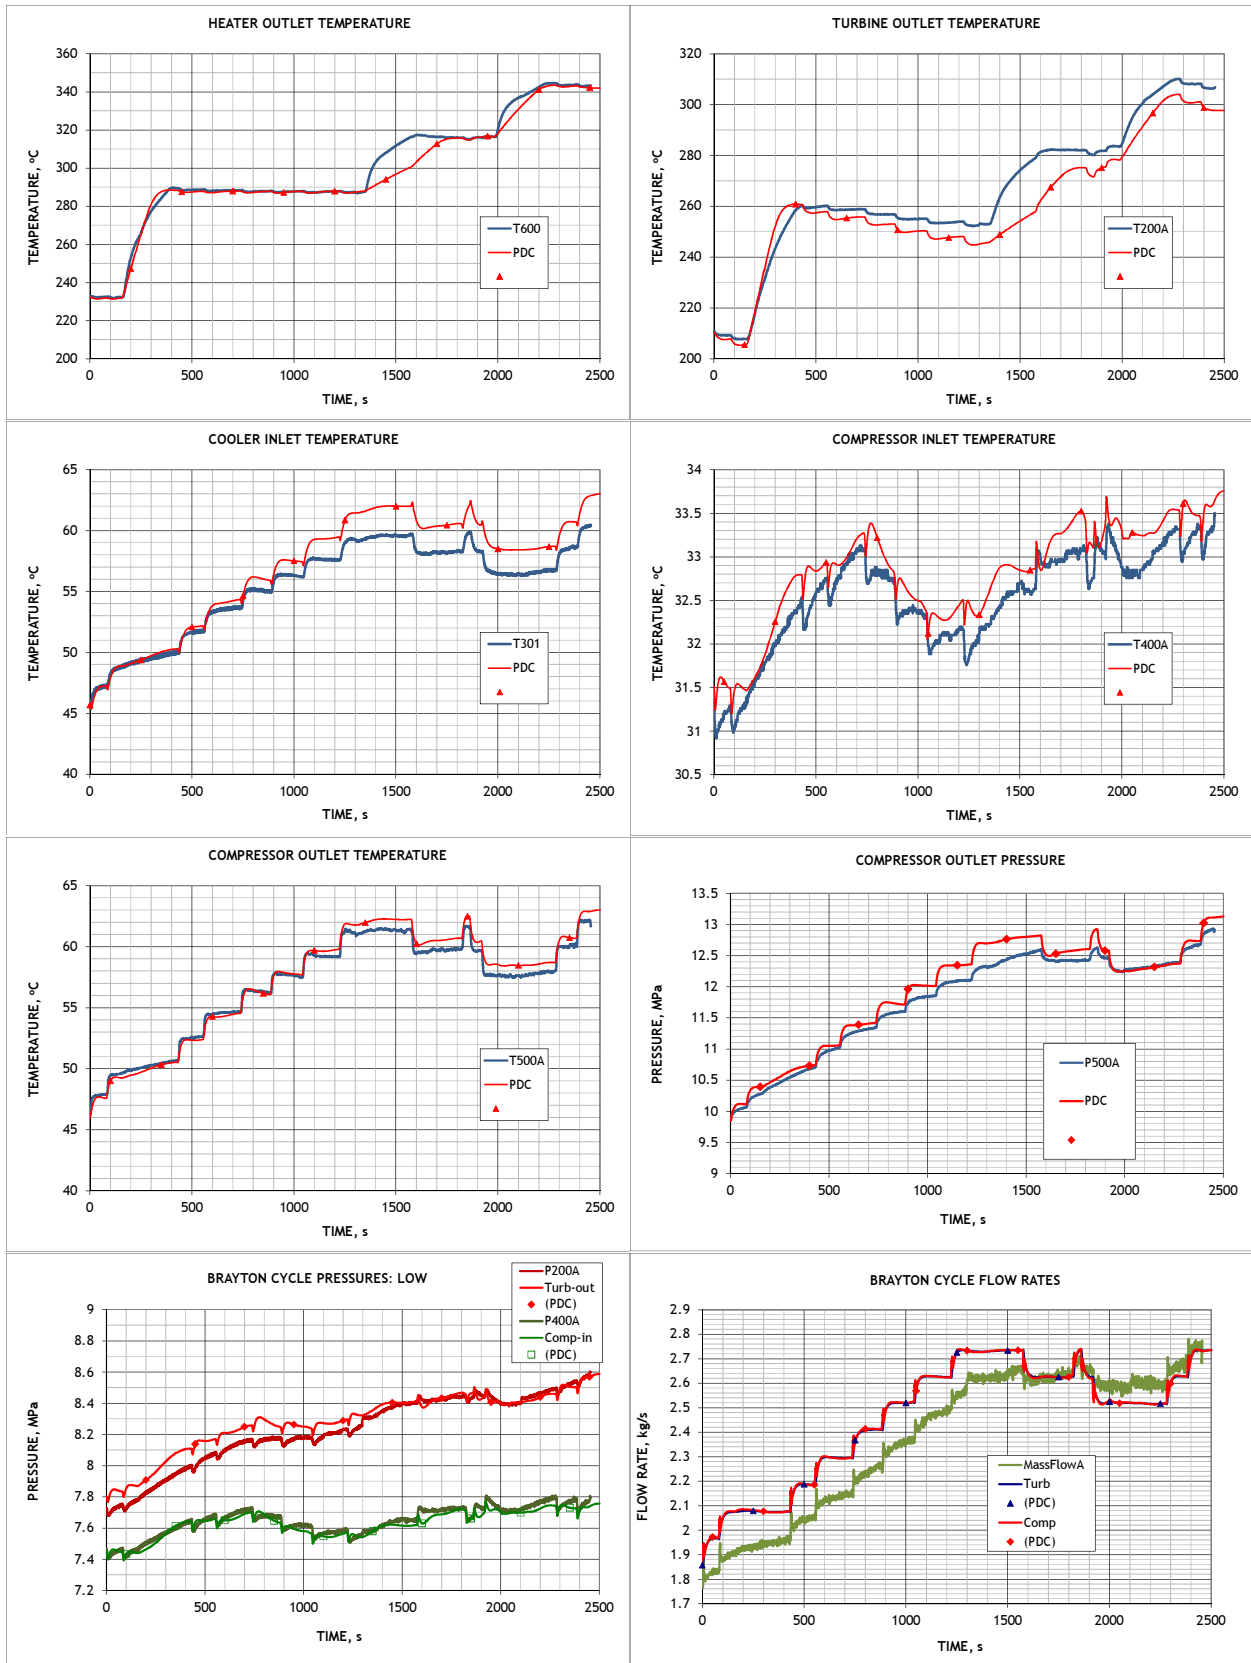 HEATER OUTLET TEMPERATURE
TEMPERATURE, ºC
360
340
320
300
280
260
240
220
200
T600
PDC
0 500 1000 1500 2000 2500
TIME, s
TURBINE OUTLET TEMPERATURE
TEMPERATURE, ºC
320
300
280
260
240
220
200
T200A
PDC
0 500 1000 1500 2000 2500
TIME, s
COOLER INLET TEMPERATURE
TEMPERATURE, ºC
65
60
55
50
45
40
T301
PDC
0 500 1000 1500 2000 2500
TIME, s
COMPRESSOR INLET TEMPERATURE
TEMPERATURE, ºC
34
33.5
33
32.5
32
31.5
31
30.5
T400A
PDC
0 500 1000 1500 2000 2500
TIME, s
COMPRESSOR OUTLET TEMPERATURE
TEMPERATURE, ºC
65
60
55
50
45
40
T500A
PDC
0 500 1000 1500 2000 2500
TIME, s
COMPRESSOR OUTLET PRESSURE
PRESSURE, MPa
13.5
13
12.5
12
11.5
11
10.5
10
9.5
9
P500A
PDC
0 500 1000 1500 2000 2500
TIME, s
BRAYTON CYCLE PRESSURES: LOW
PRESSURE, MPa
9
8.8
8.6
8.4
8.2
8
7.8
7.6
7.4
7.2
P200A
Turb-out
(PDC)
P400A
Comp-in
(PDC)
0 500 1000 1500 2000 2500
TIME, s
BRAYTON CYCLE FLOW RATES
FLOW RATE, kg/s
2.9
2.8
2.7
2.6
2.5
2.4
2.3
2.2
2.1
2
1.9
1.8
1.7
MassFlowA
Turb
(PDC)
Comp
(PDC)
0 500 1000 1500 2000 2500
TIME, s